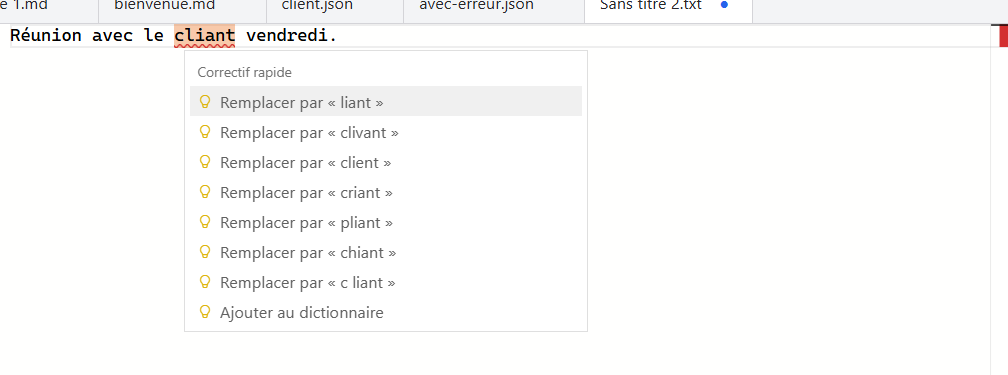 e 1.md bienvenue.md client.json avec-erreur.json Sans titre 2.txt
Réunion avec le cliant vendredi.
Correctif rapide
Remplacer par « liant »
Remplacer par « clivant »
Remplacer par « client »
Remplacer par « criant »
Remplacer par « pliant »
Remplacer par « chiant »
Remplacer par « c liant »
Ajouter au dictionnaire